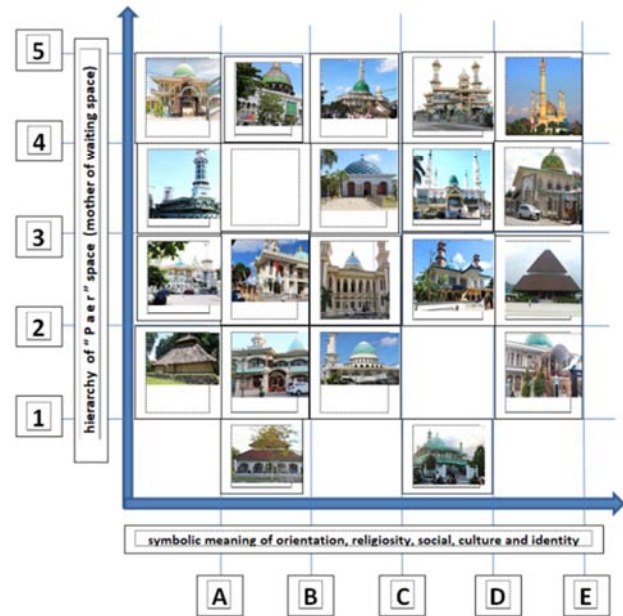 5
4
3
2
1
hierarchy of " P a e r " space (mother of waiting space)
symbolic meaning of orientation, religiosity, social, culture and identity
A
B
C
D
E